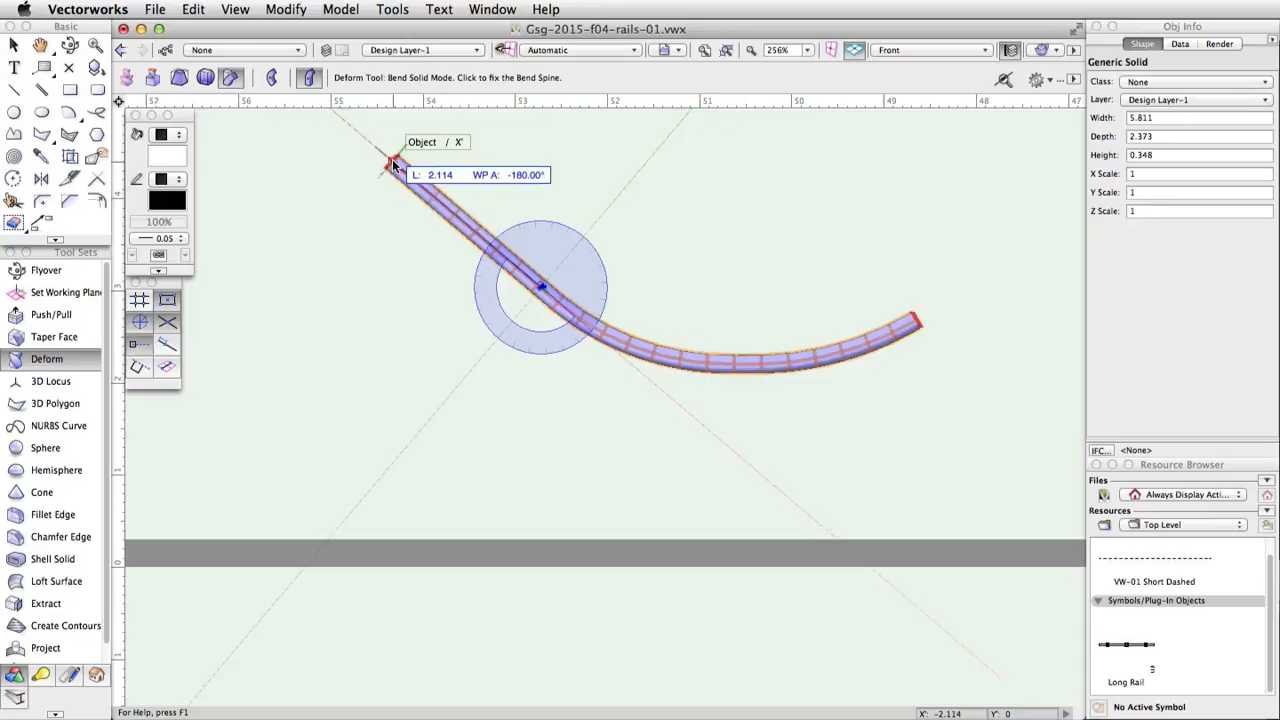 Vectorworks File Edit View Modify Model Tools Text Window Help
Basic
Gsg-2015-f04-rails-01.vwx
Obj Info
None
Design Layer-1
Automatic
256%
Front
Shape Data Render
Deform Tool: Bend Solid Mode. Click to fix the Bend Spine.
Generic Solid
Class: None
Layer: Design Layer-1
Width: 5.811
Depth: 2.373
Height: 0.348
X Scale: 1
Y Scale: 1
Z Scale: 1
57 56 55 54 53 52 51 50 49 48 47
4
3
2
1
0
1
Object / X'
L: 2.114 WP A: -180.00°
100%
0.05
Tool Sets
Flyover
Set Working Plane
Push/Pull
Taper Face
Deform
3D Locus
3D Polygon
NURBS Curve
Sphere
Hemisphere
Cone
Fillet Edge
Chamfer Edge
Shell Solid
Loft Surface
Extract
Create Contours
Project
IFC... <None>
Resource Browser
Files
Always Display Acti...
Resources
Top Level
VW-01 Short Dashed
Symbols/Plug-In Objects
Long Rail
No Active Symbol
For Help, press F1
X': -2.114 Y': 0